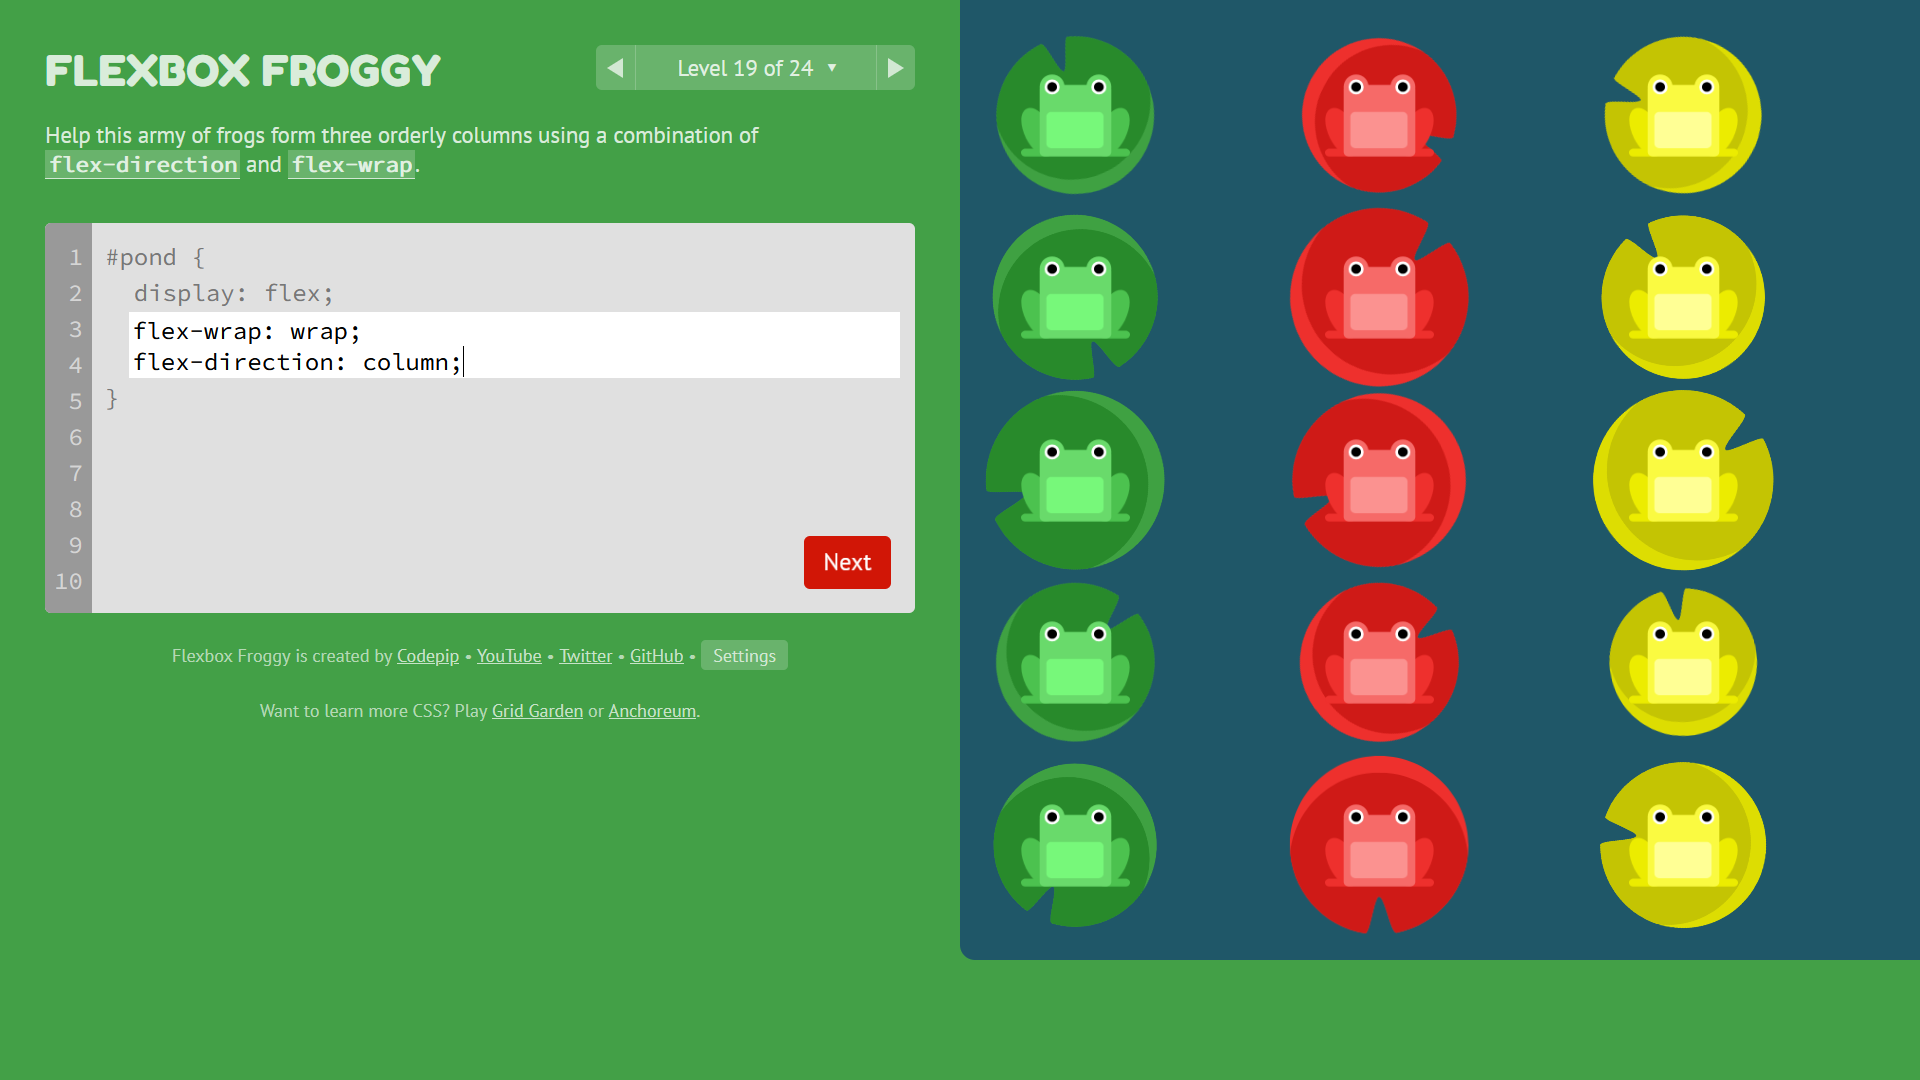 FLEXBOX FROGGY
Level 19 of 24
Help this army of frogs form three orderly columns using a combination of
flex-direction and flex-wrap.
1 #pond {
2 display: flex;
3 flex-wrap: wrap;
4 flex-direction: column;
5 }
6
7
8
9
10
Next
Flexbox Froggy is created by Codepip • YouTube • Twitter • GitHub • Settings
Want to learn more CSS? Play Grid Garden or Anchoreum.